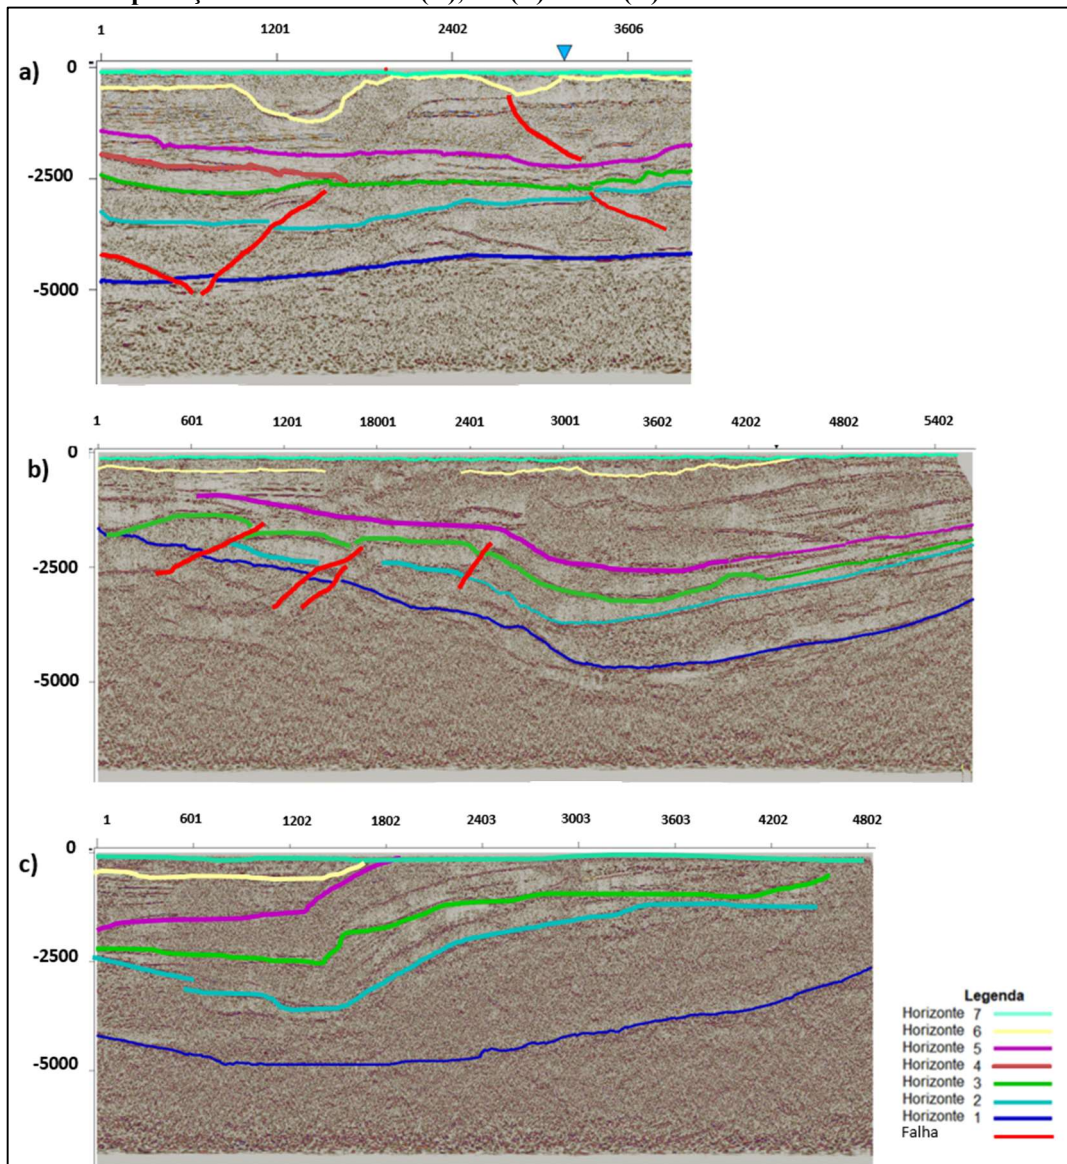 1 1201 2402 3606
a)
0
-2500
-5000
1 601 1201 18001 2401 3001 3602 4202 4802 5402
b)
0
-2500
-5000
1 601 1202 1802 2403 3003 3603 4202 4802
c)
0
-2500
-5000
Legenda
Horizonte 7
Horizonte 6
Horizonte 5
Horizonte 4
Horizonte 3
Horizonte 2
Horizonte 1
Falha